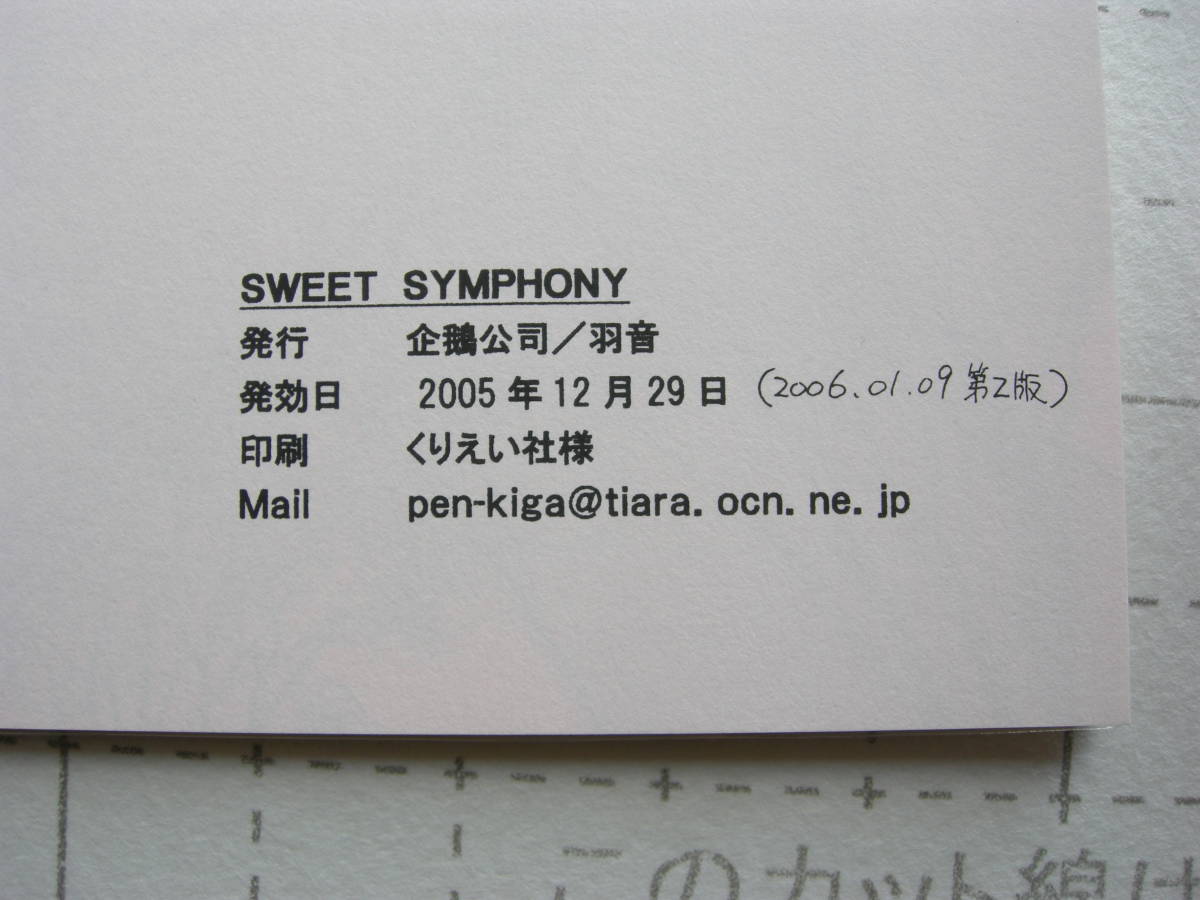 SWEET SYMPHONY
発行 企鵝公司／羽音
発効日 2005年12月29日 (2006.01.09 第2版)
印刷 くりえい社様
Mail pen-kiga@tiara.ocn.ne.jp
のカット線は